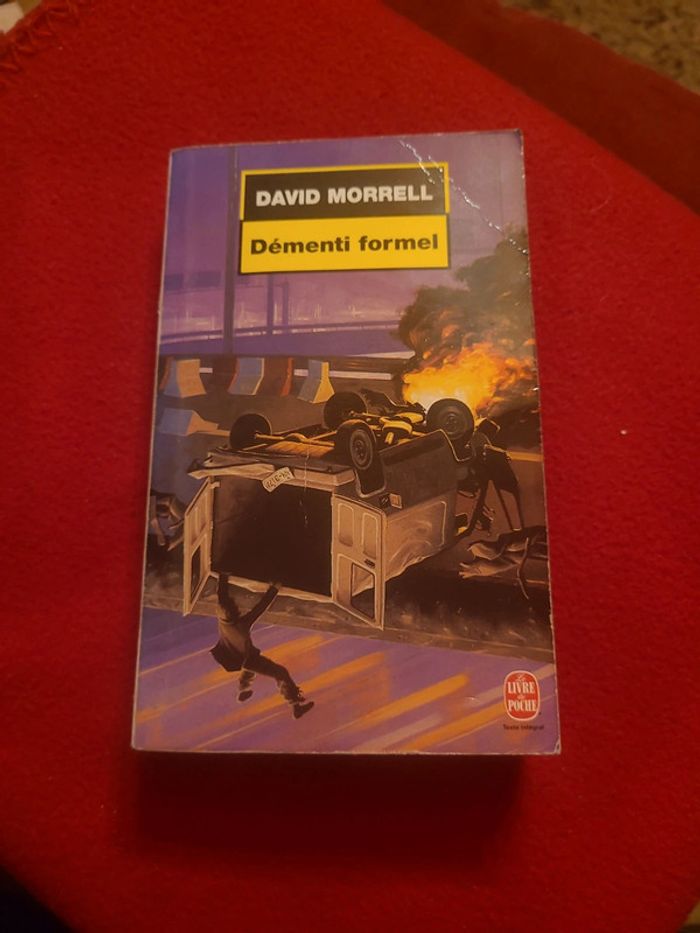 DAVID MORRELL
Démenti formel
Le
LIVRE
de
POCHE
Texte intégral